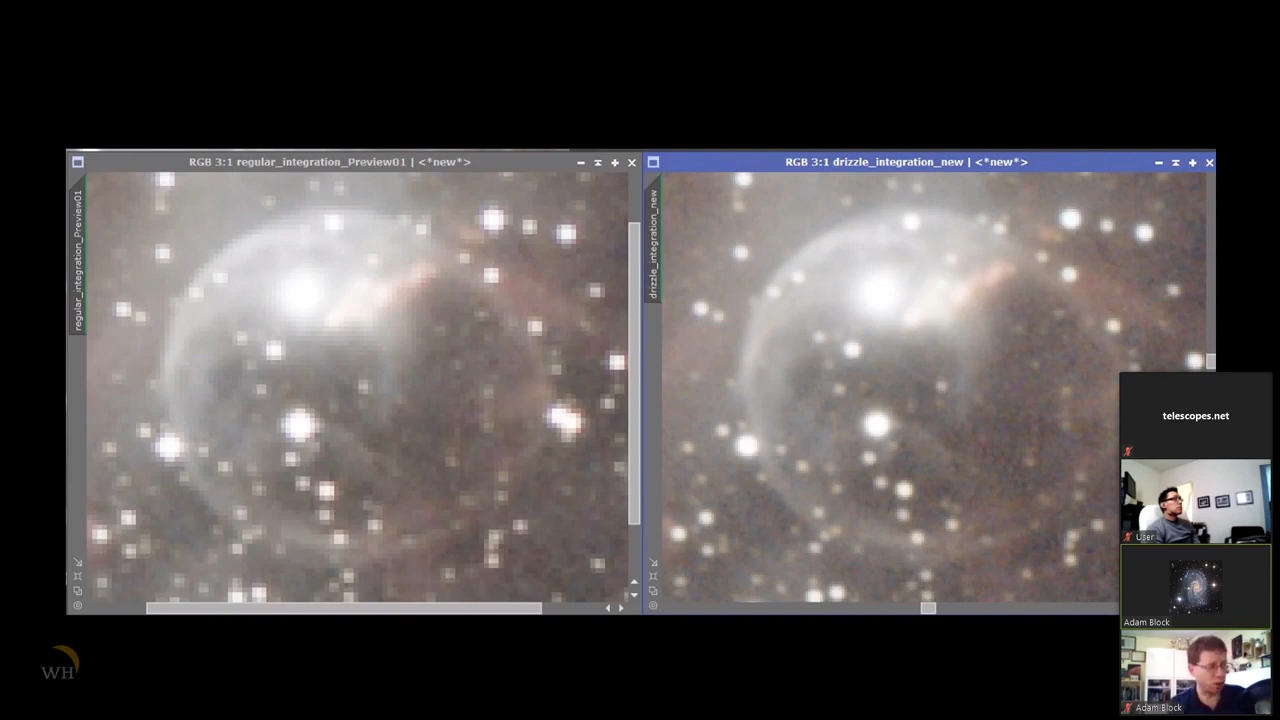 RGB 3:1 regular_integration_Preview01 | <*new*>
regular_integration_Preview01
RGB 3:1 drizzle_integration_new | <*new*>
drizzle_integration_new
telescopes.net
User
Adam Block
Adam Block
WH